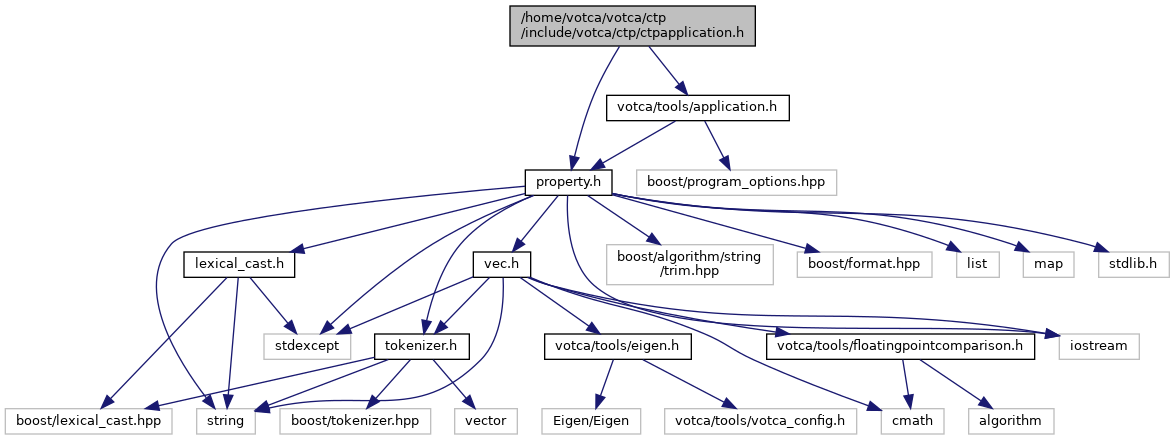 /home/votca/votca/ctp
/include/votca/ctp/ctpapplication.h
votca/tools/application.h
property.h
boost/program_options.hpp
lexical_cast.h
vec.h
boost/algorithm/string
/trim.hpp
boost/format.hpp
list
map
stdlib.h
stdexcept
tokenizer.h
votca/tools/eigen.h
votca/tools/floatingpointcomparison.h
iostream
boost/lexical_cast.hpp
string
boost/tokenizer.hpp
vector
Eigen/Eigen
votca/tools/votca_config.h
cmath
algorithm